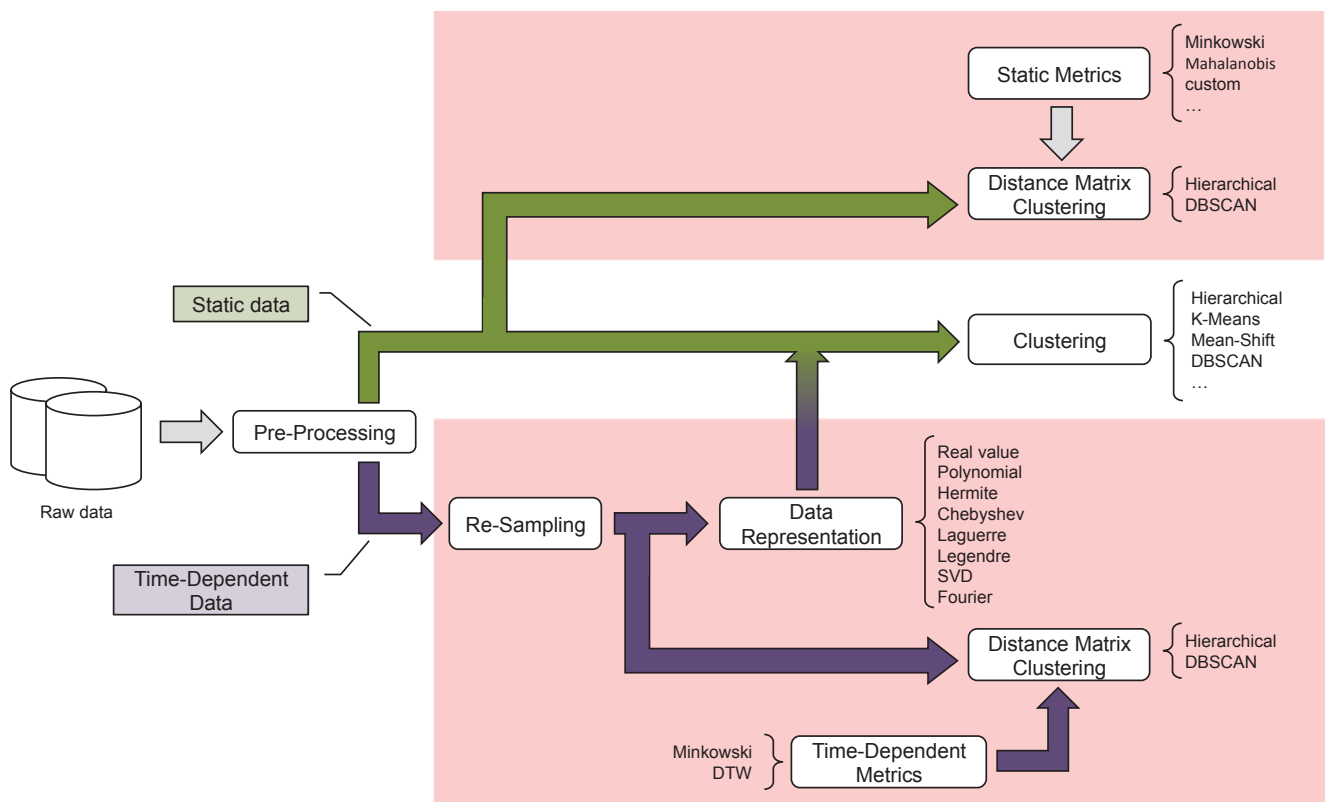 Static Metrics
Minkowski
Mahalanobis
custom
…
Distance Matrix
Clustering
Hierarchical
DBSCAN
Static data
Clustering
Hierarchical
K-Means
Mean-Shift
DBSCAN
…
Raw data
Pre-Processing
Time-Dependent
Data
Re-Sampling
Data
Representation
Real value
Polynomial
Hermite
Chebyshev
Laguerre
Legendre
SVD
Fourier
Distance Matrix
Clustering
Hierarchical
DBSCAN
Minkowski
DTW
Time-Dependent
Metrics